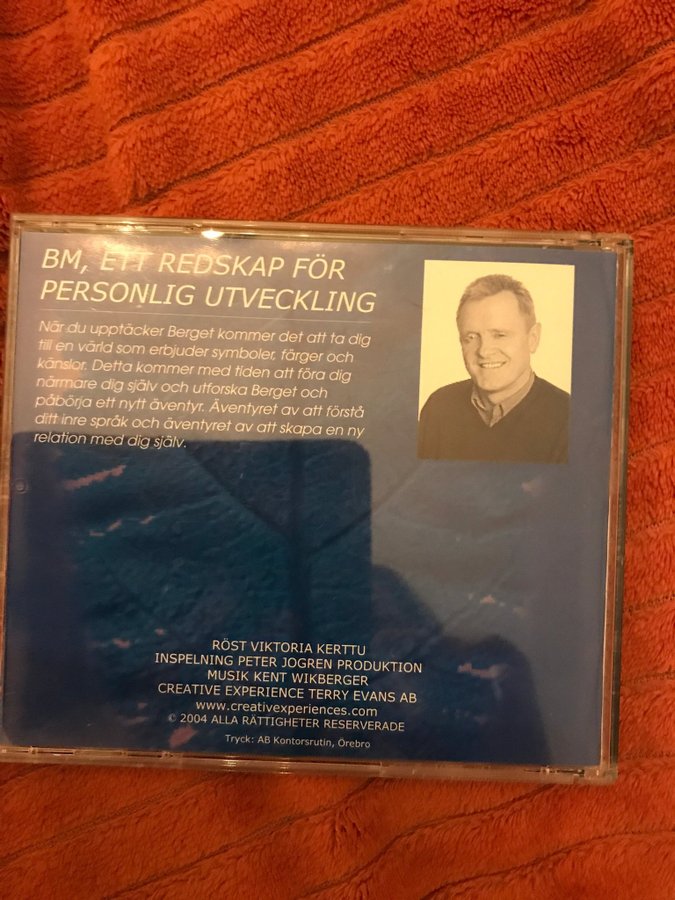 BM, ETT REDSKAP FÖR
PERSONLIG UTVECKLING
När du upptäcker Berget kommer det att ta dig
till en värld som erbjuder symboler, färger och
känslor. Detta kommer med tiden att föra dig
närmare dig själv och utforska Berget och
påbörja ett nytt äventyr. Äventyret av att förstå
ditt inre språk och äventyret av att skapa en ny
relation med dig själv.
RÖST VIKTORIA KERTTU
INSPELNING PETER JOGREN PRODUKTION
MUSIK KENT WIKBERGER
CREATIVE EXPERIENCE TERRY EVANS AB
www.creativexperiences.com
© 2004 ALLA RÄTTIGHETER RESERVERADE
Tryck: AB Kontorsrutin, Örebro